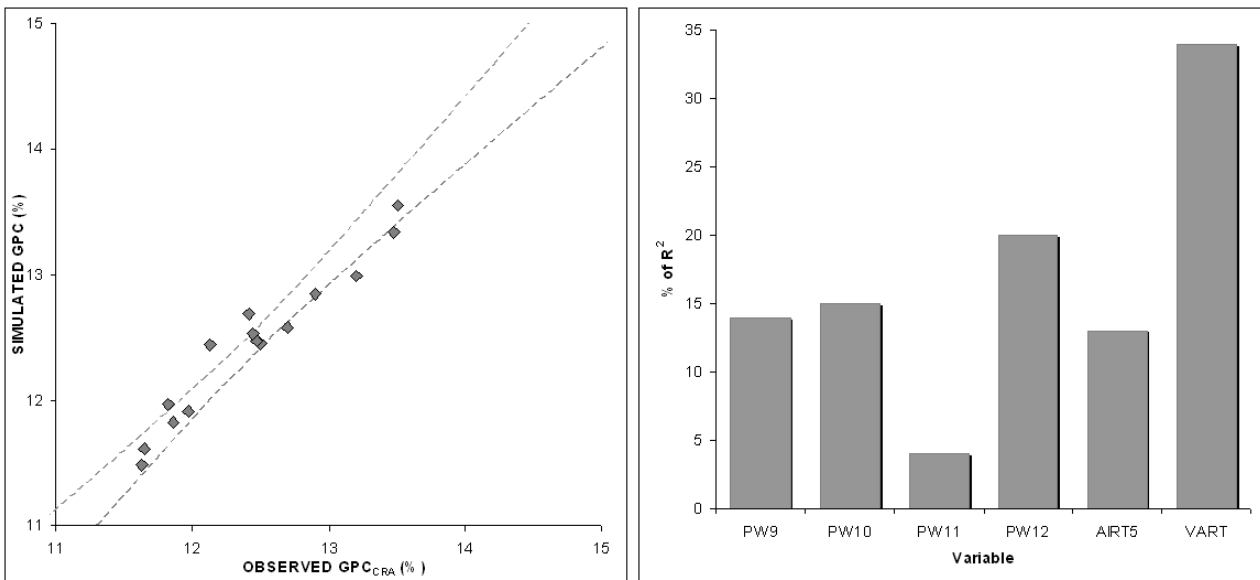 15
14
13
12
11
SIMULATED GPC (%)
11 12 13 14 15
OBSERVED GPC_CRA (%)
35
30
25
20
15
10
5
0
% of R²
PW9 PW10 PW11 PW12 AIRT5 VART
Variable